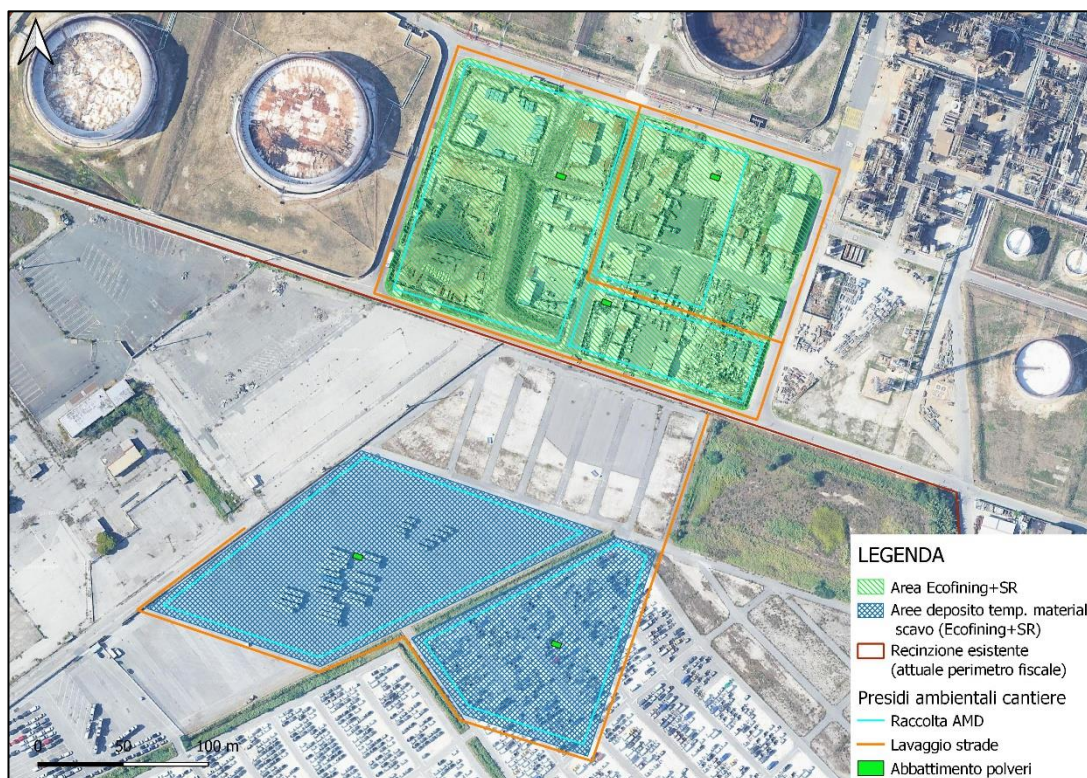 0 50 100 m
LEGENDA
Area Ecofining+SR
Aree deposito temp. material
scavo (Ecofining+SR)
Recinzione esistente
(attuale perimetro fiscale)
Presidi ambientali cantiere
Raccolta AMD
Lavaggio strade
Abbattimento polveri